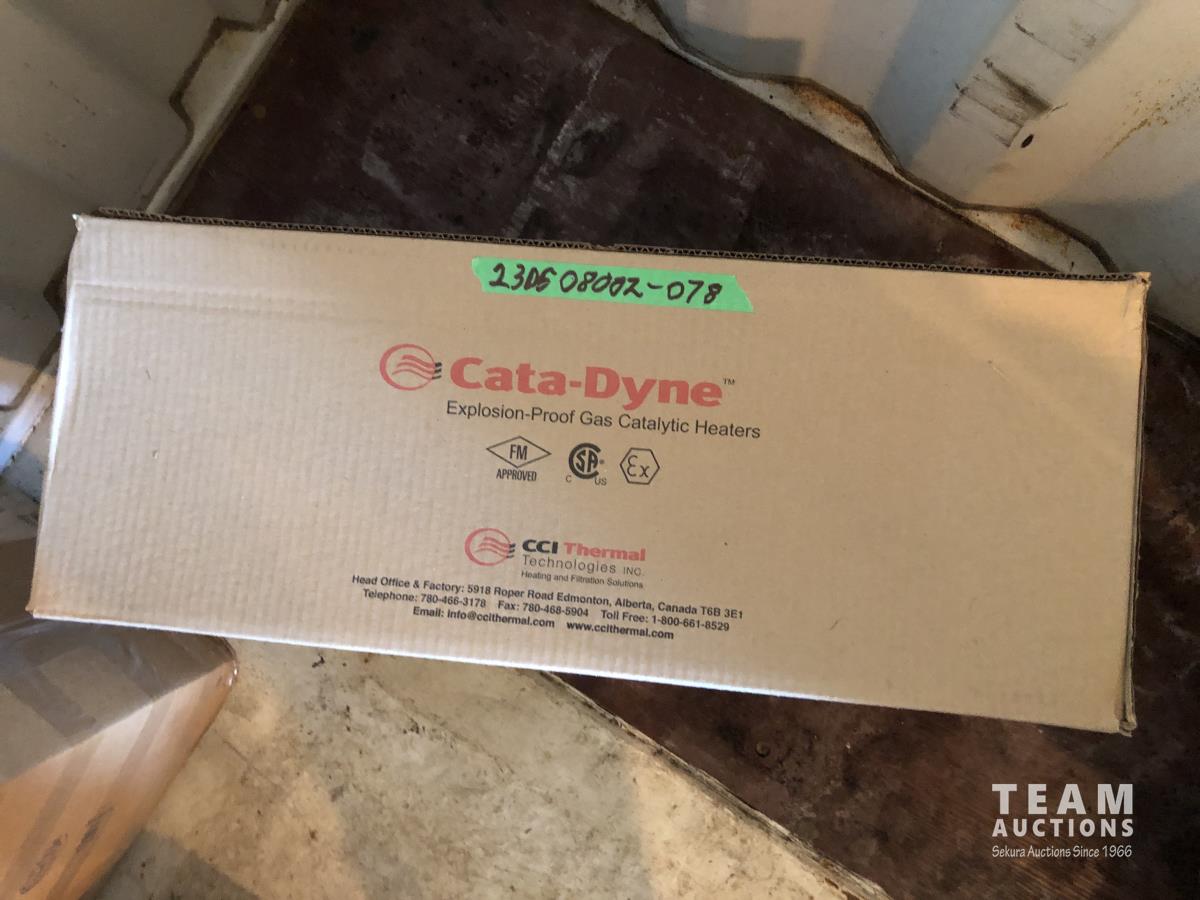 23DG08002-078
Cata-Dyne™
Explosion-Proof Gas Catalytic Heaters
FM
APPROVED
CSA®
C US
Ex
CCI Thermal
Technologies INC.
Heating and Filtration Solutions
Head Office & Factory: 5918 Roper Road Edmonton, Alberta, Canada T6B 3E1
Telephone: 780-466-3178 Fax: 780-468-5904 Toll Free: 1-800-661-8529
Email: info@ccithermal.com www.ccithermal.com
TEAM
AUCTIONS
Sekura Auctions Since 1966